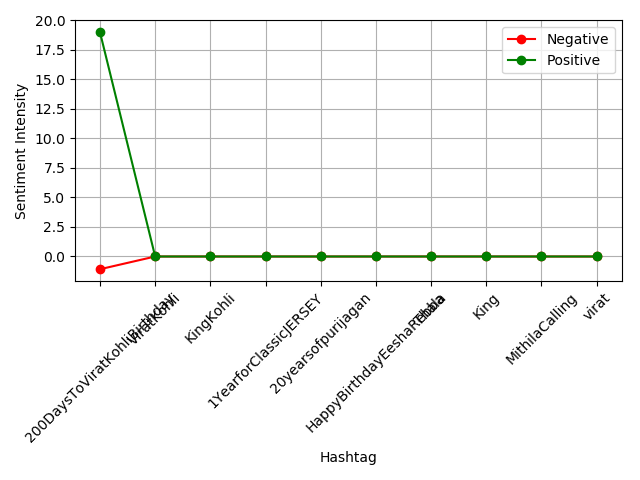 20.0
17.5
15.0
12.5
10.0
7.5
5.0
2.5
0.0
Sentiment Intensity
Negative
Positive
200DaysToViratKohliBirthday
ViratKohli
KingKohli
1YearforClassicJERSEY
20yearsofpurijagan
HappyBirthdayEeshaRebba
King
MithilaCalling
virat
Hashtag